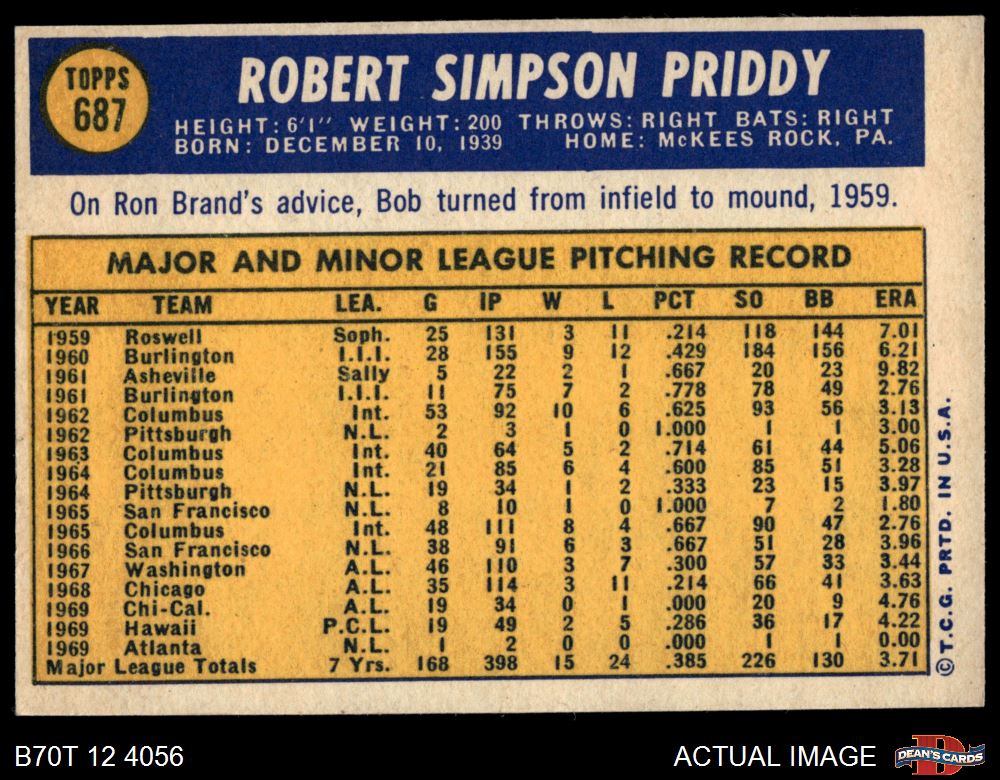 TOPPS
687
ROBERT SIMPSON PRIDDY
HEIGHT: 6'1" WEIGHT: 200 THROWS: RIGHT BATS: RIGHT
BORN: DECEMBER 10, 1939 HOME: McKEES ROCK, PA.
On Ron Brand's advice, Bob turned from infield to mound, 1959.
MAJOR AND MINOR LEAGUE PITCHING RECORD
YEAR TEAM LEA. G IP W L PCT SO BB ERA
1959 Roswell Soph. 25 131 3 11 .214 118 144 7.01
1960 Burlington I.I.I. 28 155 9 12 .429 184 156 6.21
1961 Asheville Sally 5 22 2 1 .667 20 23 9.82
1961 Burlington I.I.I. 11 75 7 2 .778 78 49 2.76
1962 Columbus Int. 53 92 10 6 .625 93 56 3.13
1962 Pittsburgh N.L. 2 3 1 0 1.000 1 1 3.00
1963 Columbus Int. 40 64 5 2 .714 61 44 5.06
1964 Columbus Int. 21 85 6 4 .600 85 51 3.28
1964 Pittsburgh N.L. 19 34 1 2 .333 23 15 3.97
1965 San Francisco N.L. 8 10 1 0 1.000 7 2 1.80
1965 Columbus Int. 48 111 8 4 .667 90 47 2.76
1966 San Francisco N.L. 38 91 6 3 .667 51 28 3.96
1967 Washington A.L. 46 110 3 7 .300 57 33 3.44
1968 Chicago A.L. 35 114 3 11 .214 66 41 3.63
1969 Chi-Cal. A.L. 19 34 0 1 .000 20 9 4.76
1969 Hawaii P.C.L. 19 49 2 5 .286 36 17 4.22
1969 Atlanta N.L. 1 2 0 0 .000 1 1 0.00
Major League Totals 7 Yrs. 168 398 15 24 .385 226 130 3.71
©T.C.G. PRTD. IN U.S.A.
B70T 12 4056
ACTUAL IMAGE
DEAN'S CARDS